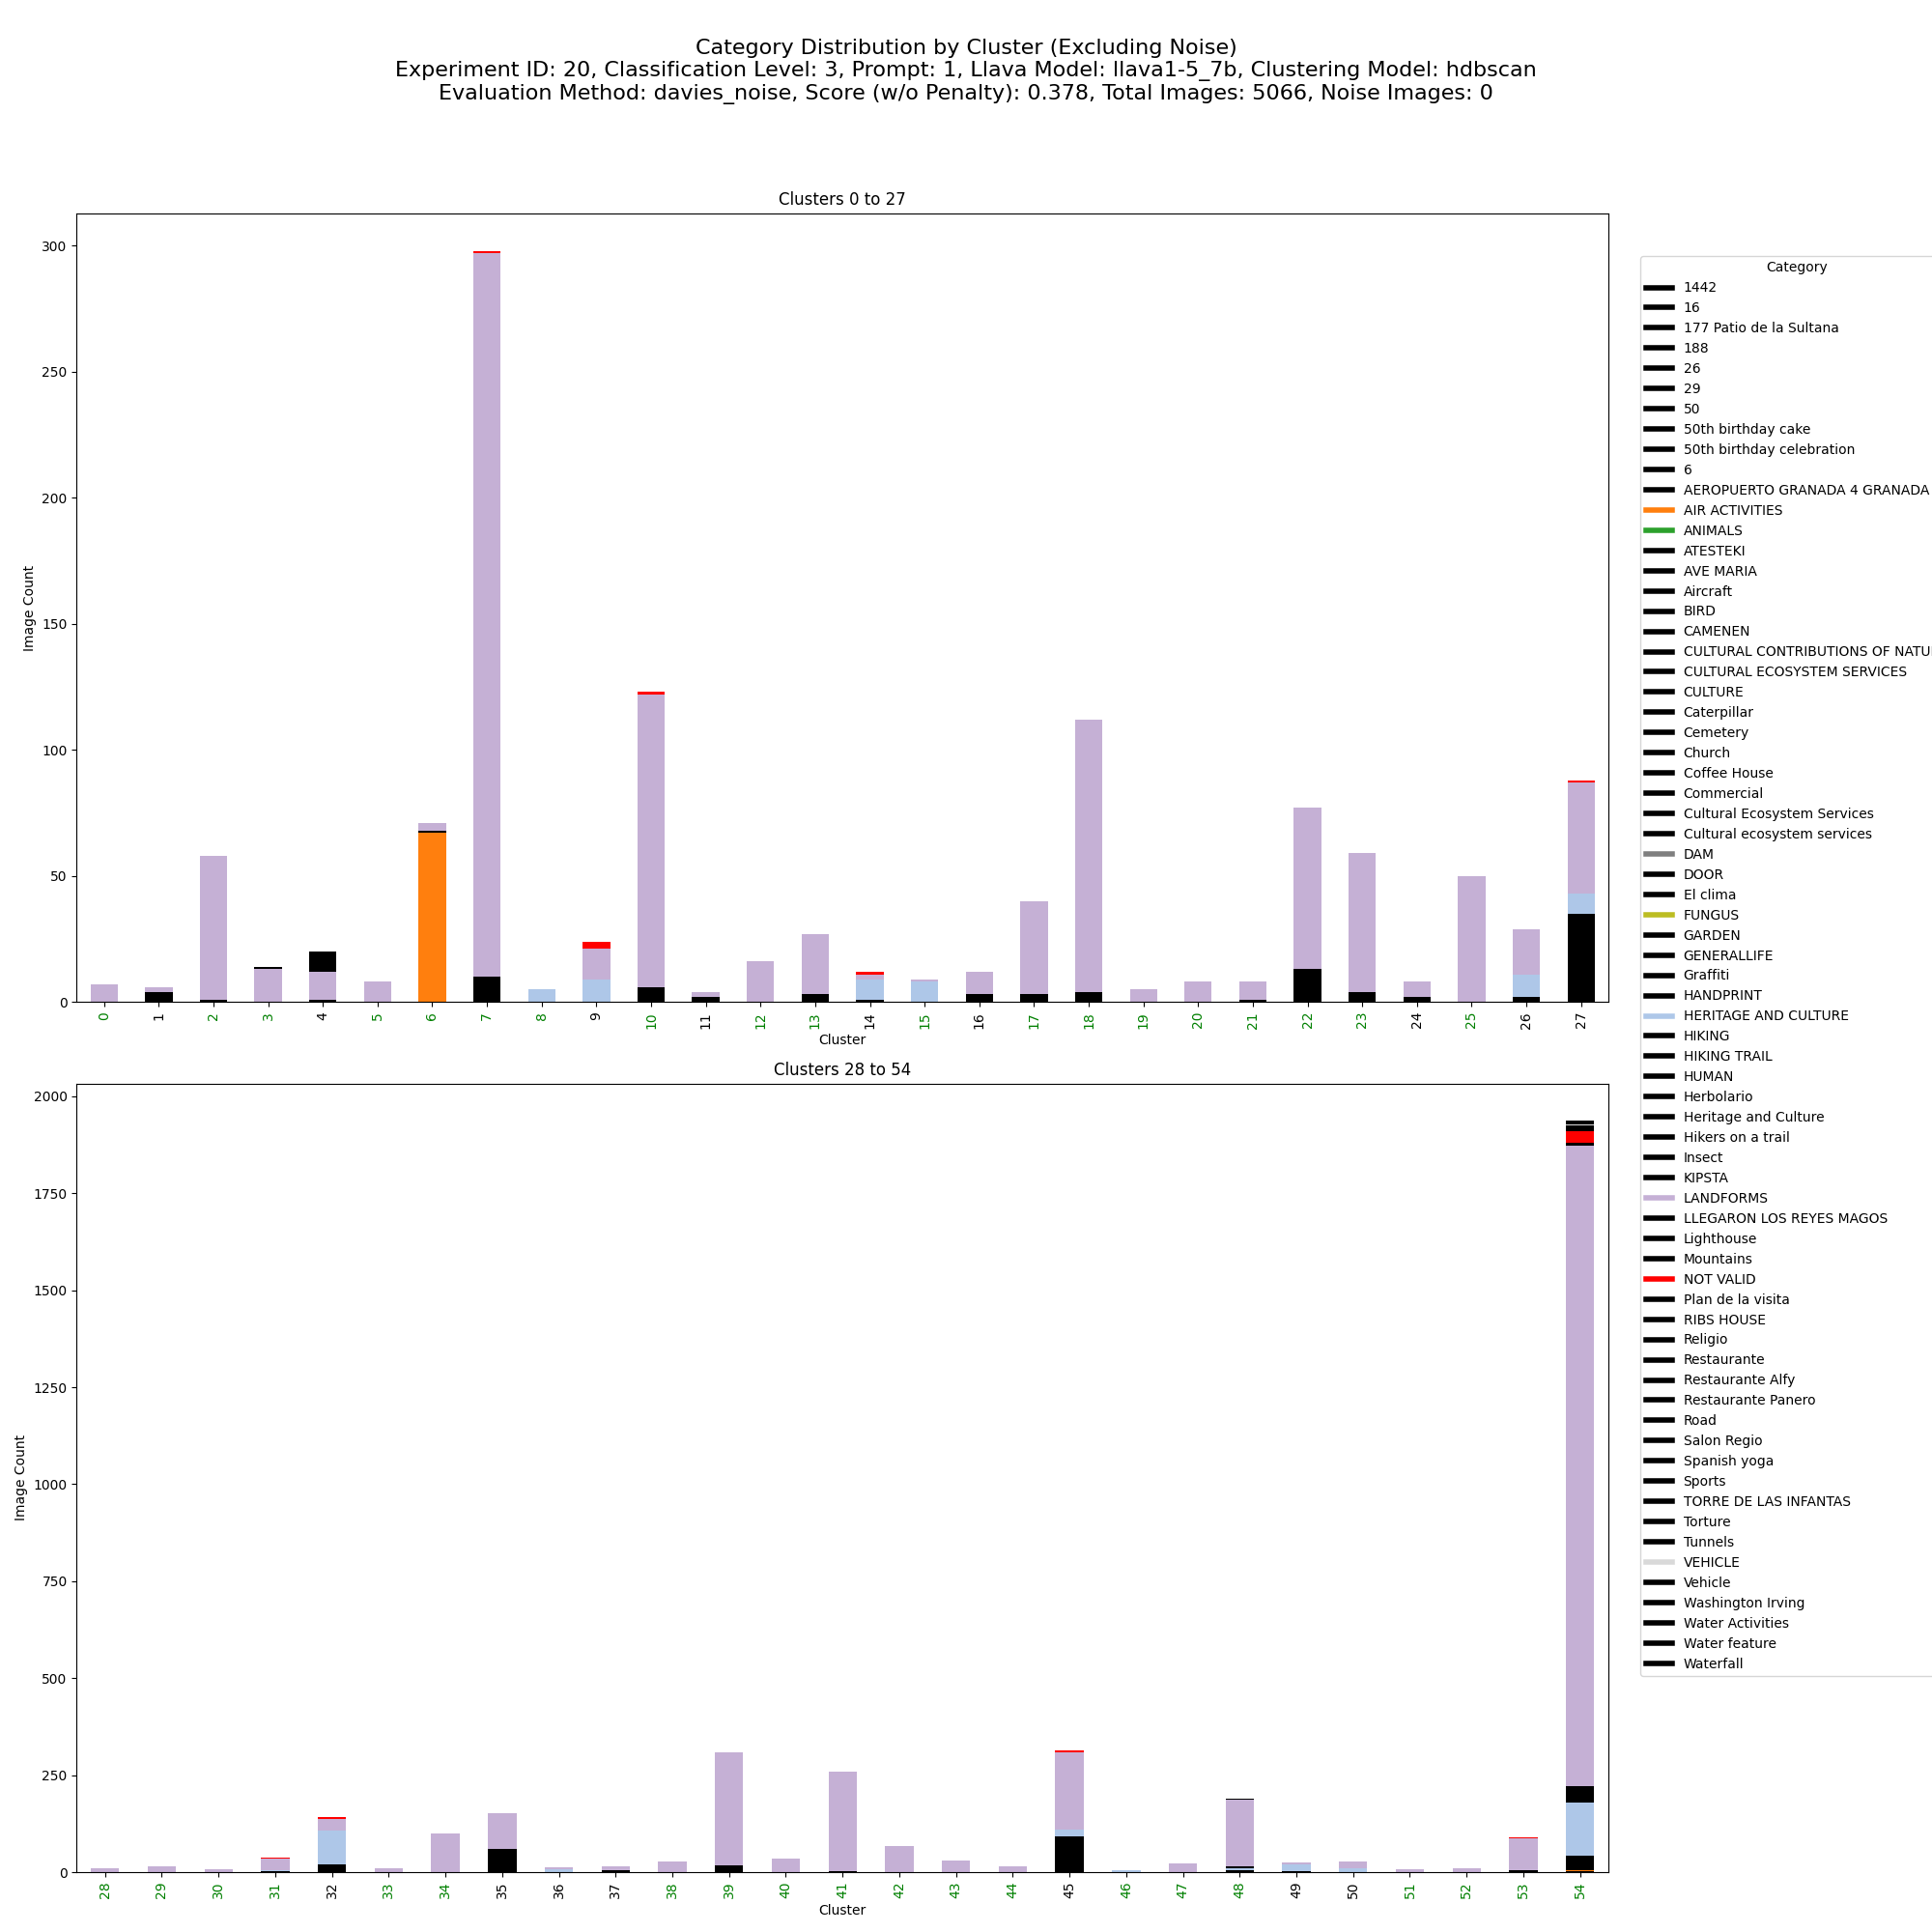 Category Distribution by Cluster (Excluding Noise)
Experiment ID: 20, Classification Level: 3, Prompt: 1, Llava Model: llava1-5_7b, Clustering Model: hdbscan
Evaluation Method: davies_noise, Score (w/o Penalty): 0.378, Total Images: 5066, Noise Images: 0
Clusters 0 to 27
300
250
200
150
100
50
0
Image Count
0 1 2 3 4 5 6 7 8 9 10 11 12 13 14 15 16 17 18 19 20 21 22 23 24 25 26 27
Cluster
Clusters 28 to 54
2000
1750
1500
1250
1000
750
500
250
0
Image Count
28 29 30 31 32 33 34 35 36 37 38 39 40 41 42 43 44 45 46 47 48 49 50 51 52 53 54
Cluster
Category
1442
16
177 Patio de la Sultana
188
26
29
50
50th birthday cake
50th birthday celebration
6
AEROPUERTO GRANADA 4 GRANADA
AIR ACTIVITIES
ANIMALS
ATESTEKI
AVE MARIA
Aircraft
BIRD
CAMENEN
CULTURAL CONTRIBUTIONS OF NATU
CULTURAL ECOSYSTEM SERVICES
CULTURE
Caterpillar
Cemetery
Church
Coffee House
Commercial
Cultural Ecosystem Services
Cultural ecosystem services
DAM
DOOR
El clima
FUNGUS
GARDEN
GENERALLIFE
Graffiti
HANDPRINT
HERITAGE AND CULTURE
HIKING
HIKING TRAIL
HUMAN
Herbolario
Heritage and Culture
Hikers on a trail
Insect
KIPSTA
LANDFORMS
LLEGARON LOS REYES MAGOS
Lighthouse
Mountains
NOT VALID
Plan de la visita
RIBS HOUSE
Religio
Restaurante
Restaurante Alfy
Restaurante Panero
Road
Salon Regio
Spanish yoga
Sports
TORRE DE LAS INFANTAS
Torture
Tunnels
VEHICLE
Vehicle
Washington Irving
Water Activities
Water feature
Waterfall